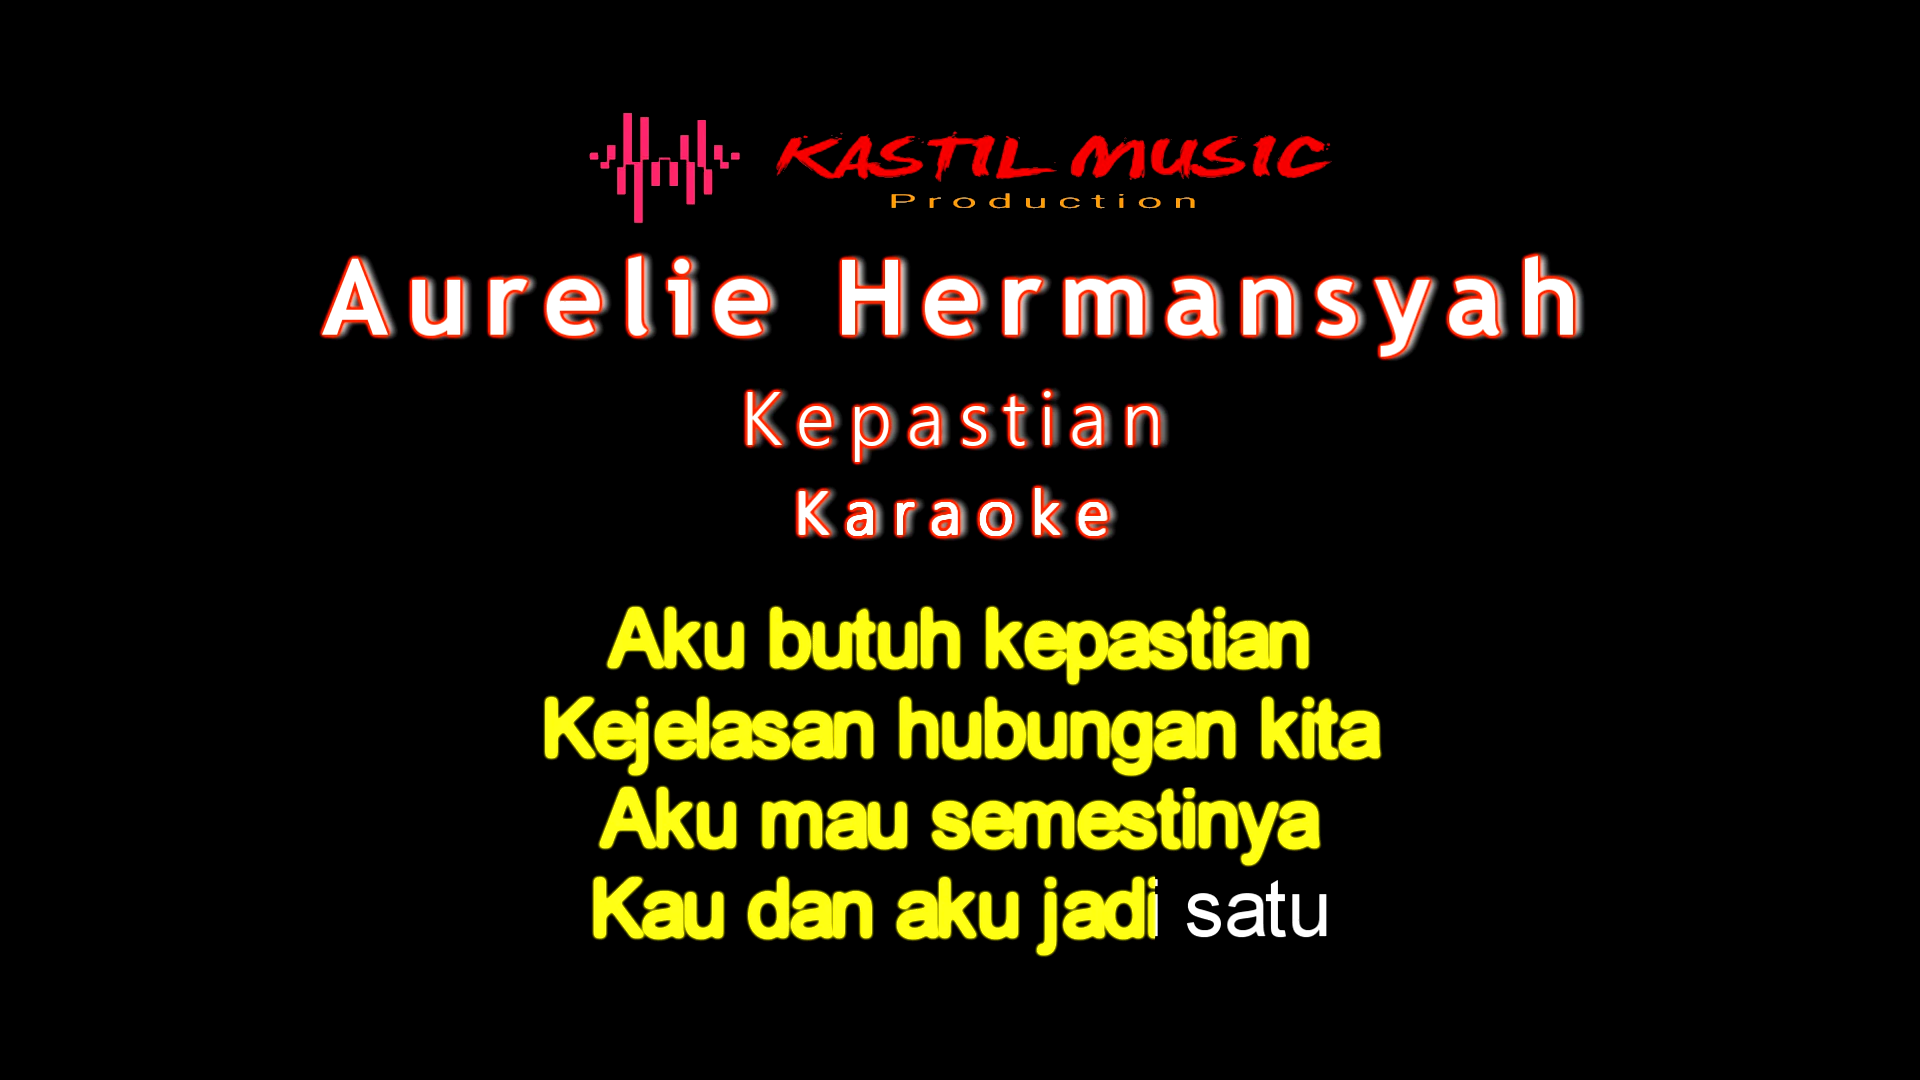 KASTIL MUSIC
Production
Aurelie Hermansyah
Kepastian
Karaoke
Aku butuh kepastian
Kejelasan hubungan kita
Aku mau semestinya
Kau dan aku jadi satu